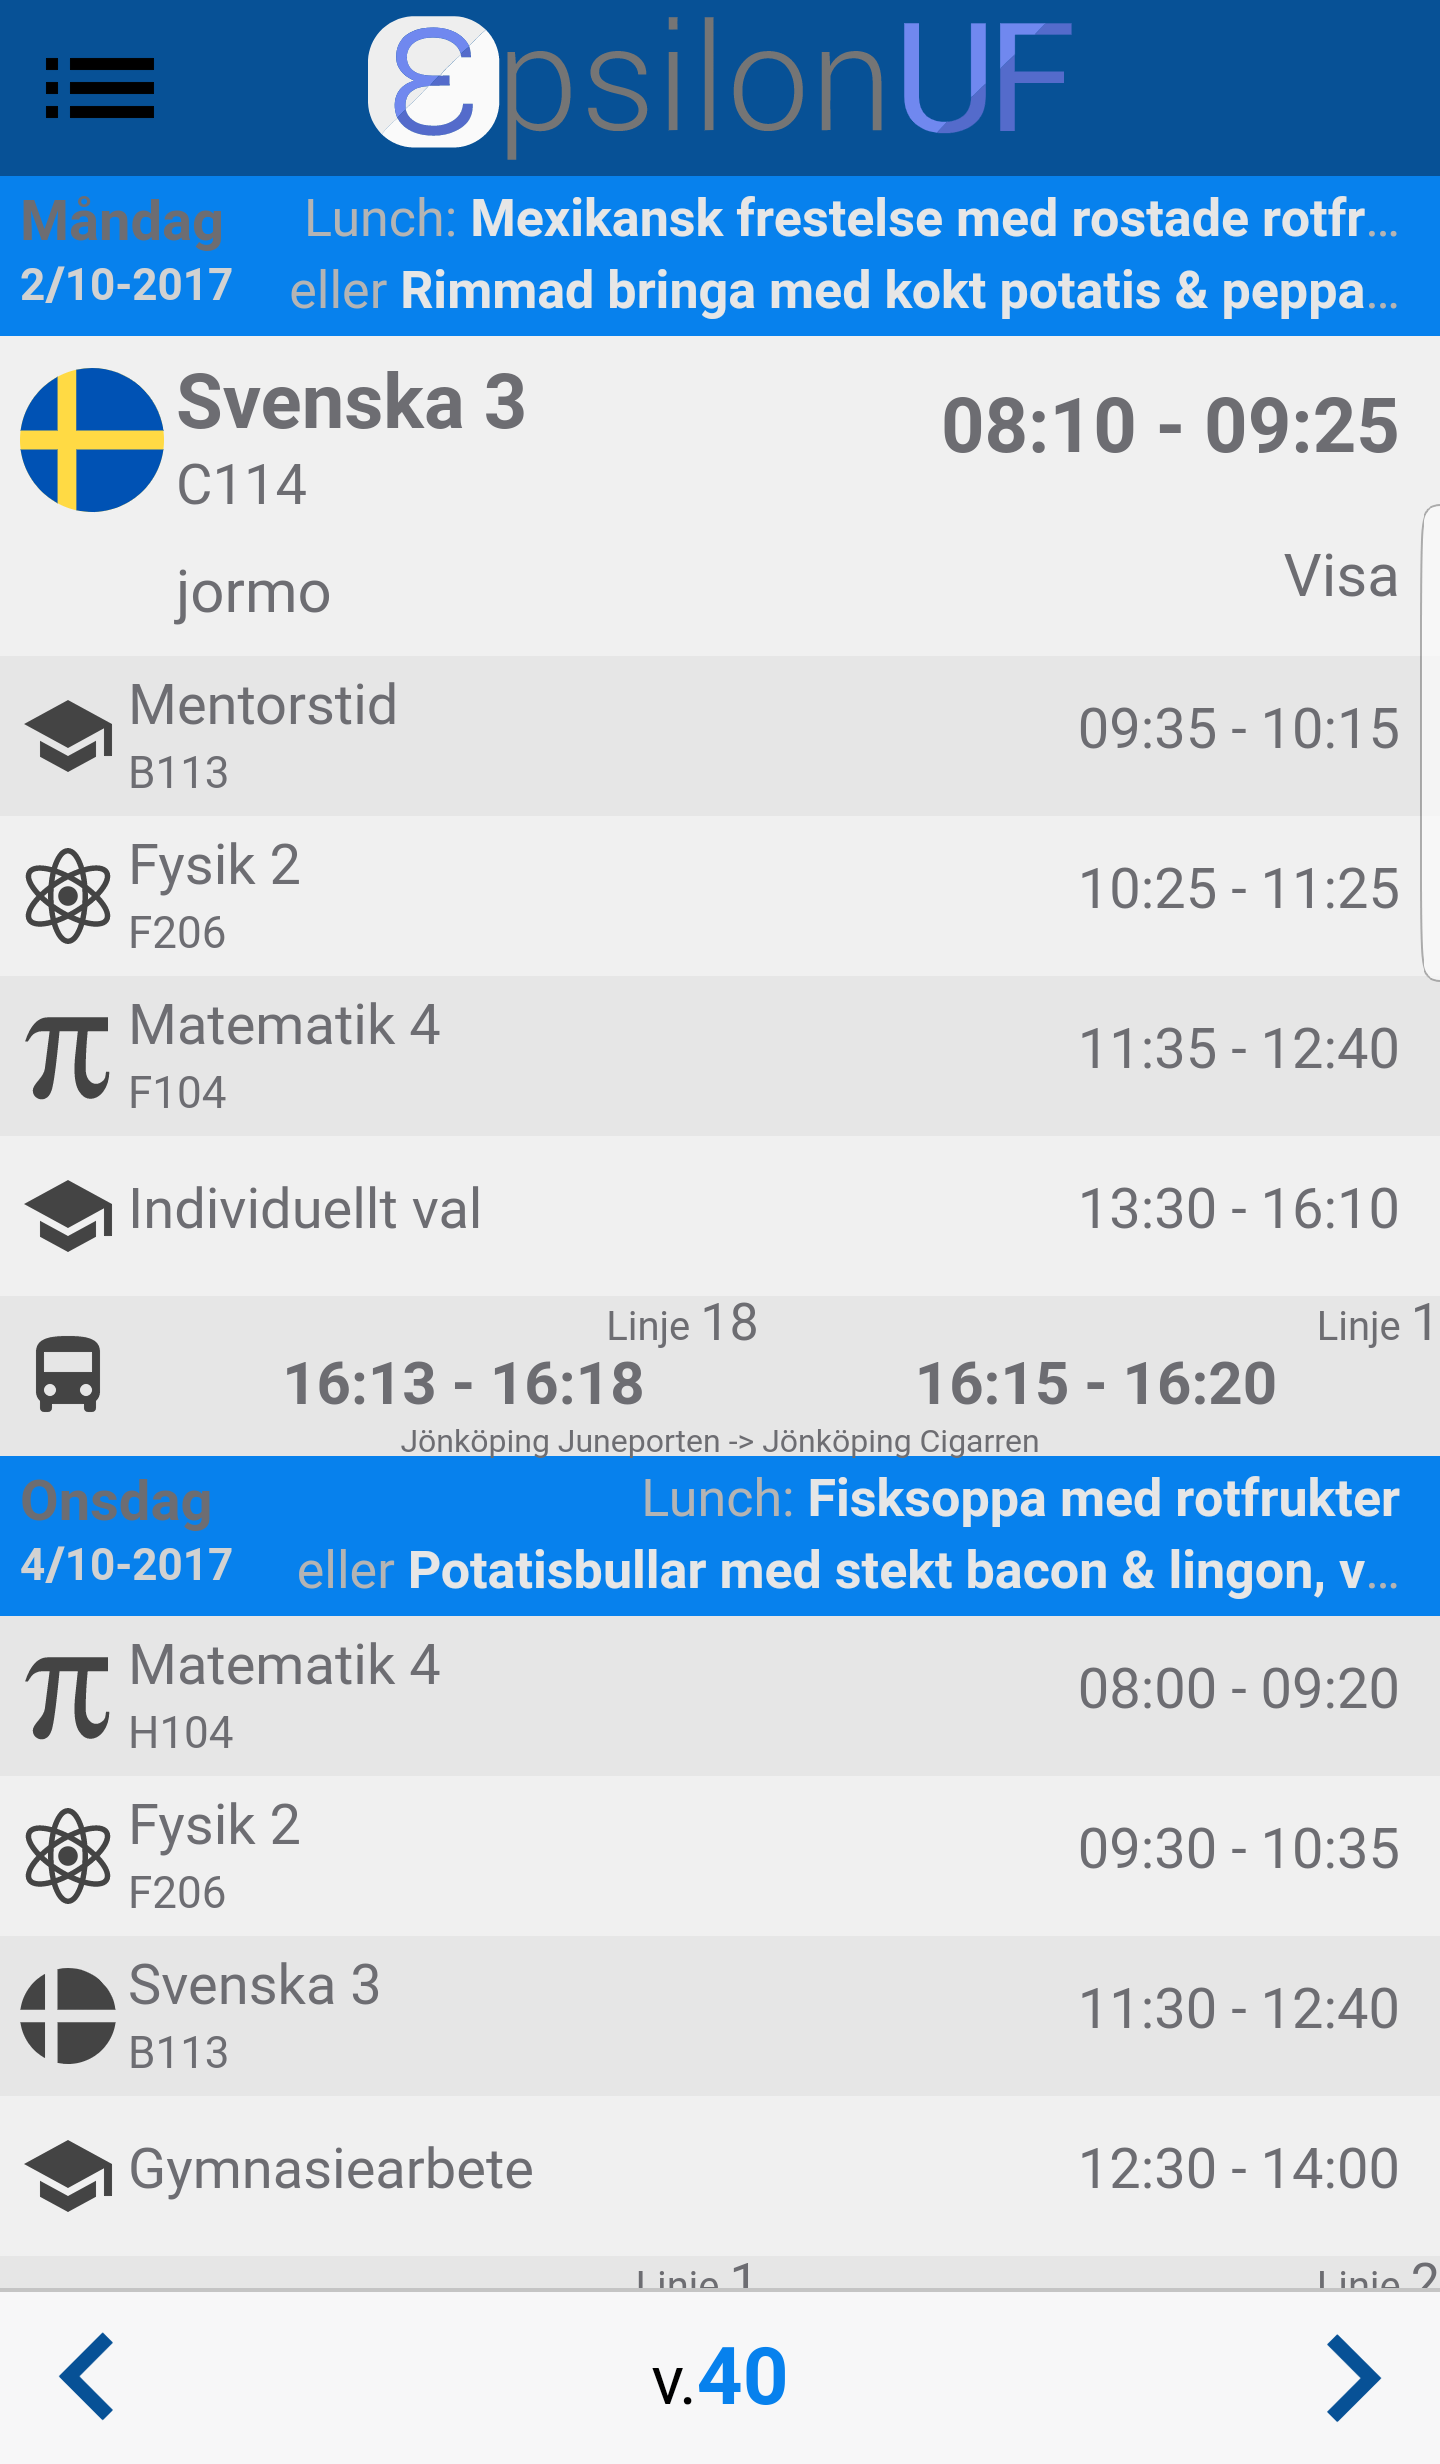 εpsilonUF
Måndag
Lunch: Mexikansk frestelse med rostade rotfr...
2/10-2017
eller Rimmad bringa med kokt potatis & peppa...
Svenska 3
08:10 - 09:25
C114
jormo
Visa
Mentorstid
09:35 - 10:15
B113
Fysik 2
10:25 - 11:25
F206
π
Matematik 4
11:35 - 12:40
F104
Individuellt val
13:30 - 16:10
Linje 18
Linje 1
16:13 - 16:18
16:15 - 16:20
Jönköping Juneporten -> Jönköping Cigarren
Onsdag
Lunch: Fisksoppa med rotfrukter
4/10-2017
eller Potatisbullar med stekt bacon & lingon, v...
π
Matematik 4
08:00 - 09:20
H104
Fysik 2
09:30 - 10:35
F206
Svenska 3
11:30 - 12:40
B113
Gymnasiearbete
12:30 - 14:00
Linje 1
Linje 2
v.40